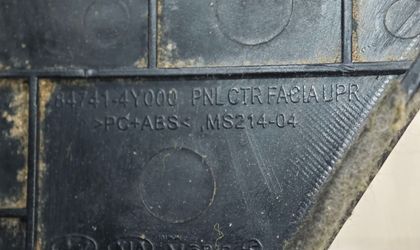 84741-4Y000 PNL CTR FACIA UPR
>PC+ABS< ,MS214-04